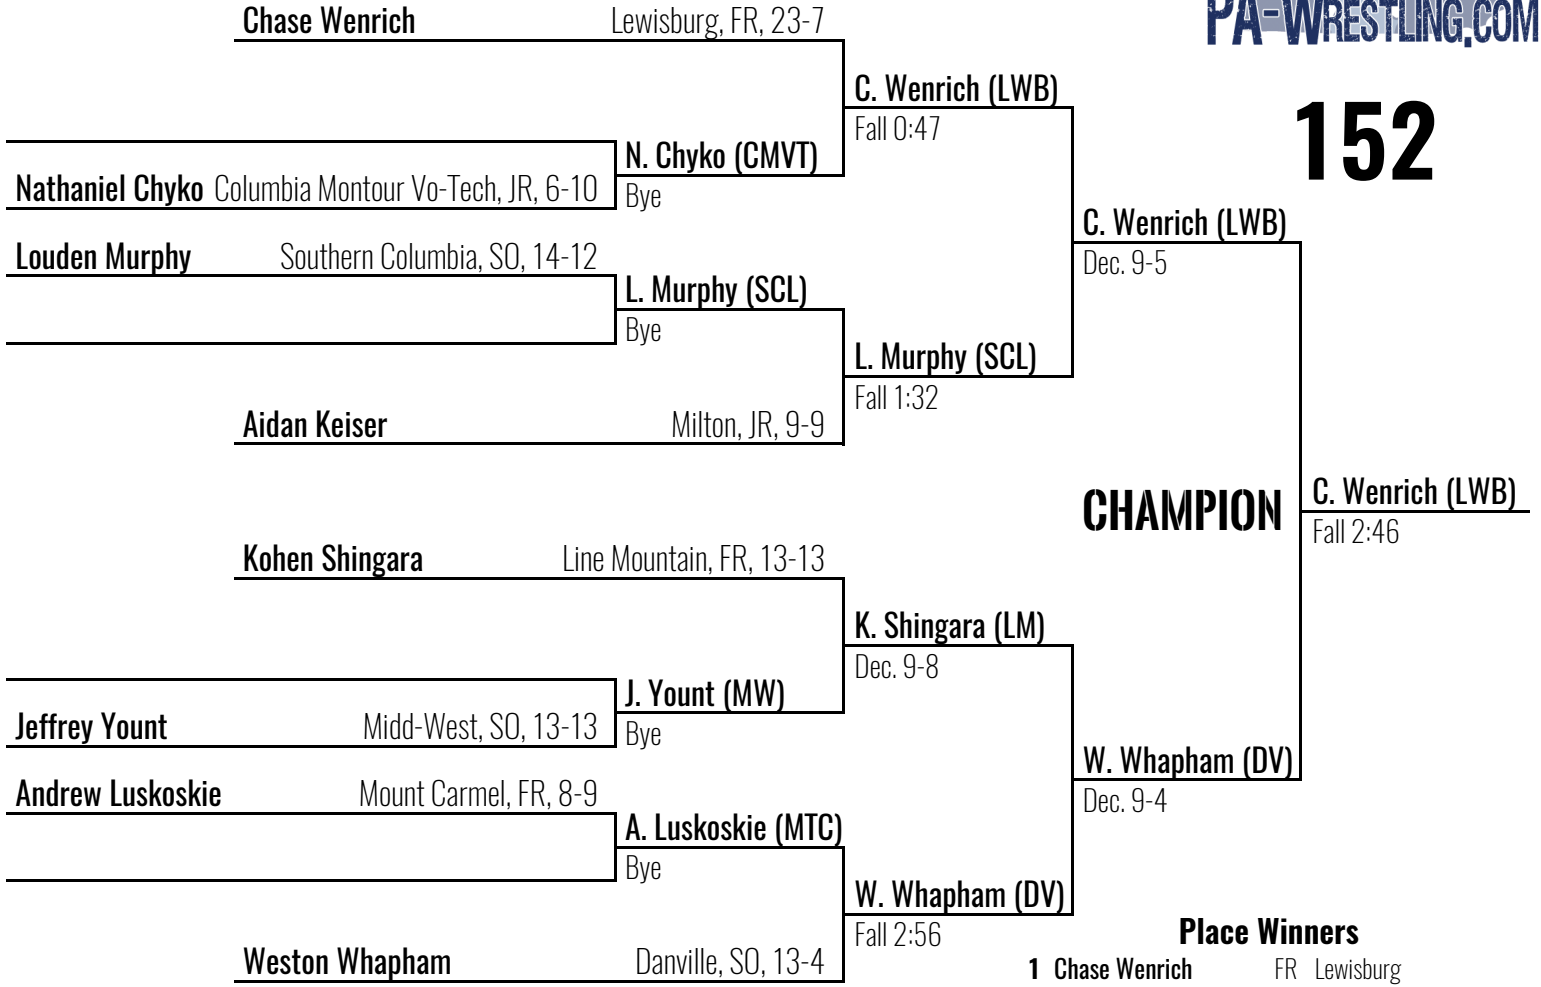 Chase Wenrich Lewisburg, FR, 23-7
PA-WRESTLING.COM
C. Wenrich (LWB)
Fall 0:47
152
N. Chyko (CMVT)
Nathaniel Chyko Columbia Montour Vo-Tech, JR, 6-10
Bye
C. Wenrich (LWB)
Dec. 9-5
Louden Murphy Southern Columbia, SO, 14-12
L. Murphy (SCL)
Bye
L. Murphy (SCL)
Fall 1:32
Aidan Keiser Milton, JR, 9-9
CHAMPION
C. Wenrich (LWB)
Fall 2:46
Kohen Shingara Line Mountain, FR, 13-13
K. Shingara (LM)
Dec. 9-8
J. Yount (MW)
Jeffrey Yount Midd-West, SO, 13-13
Bye
W. Whapham (DV)
Dec. 9-4
Andrew Luskoskie Mount Carmel, FR, 8-9
A. Luskoskie (MTC)
Bye
W. Whapham (DV)
Fall 2:56
Place Winners
Weston Whapham Danville, SO, 13-4
1 Chase Wenrich FR Lewisburg